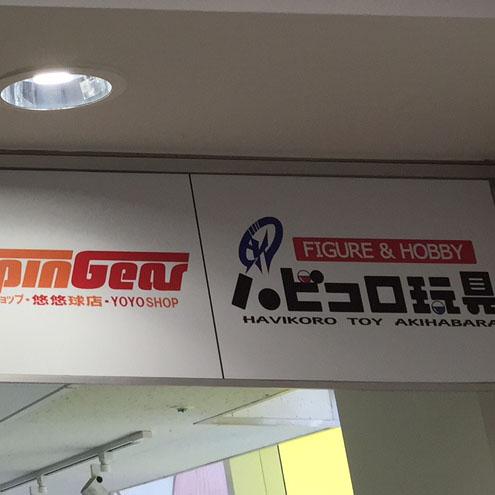 pinGear
ョップ・悠悠球店・YOYO SHOP
FIGURE & HOBBY
ハビコロ玩具
HAVIKORO TOY AKIHABARA